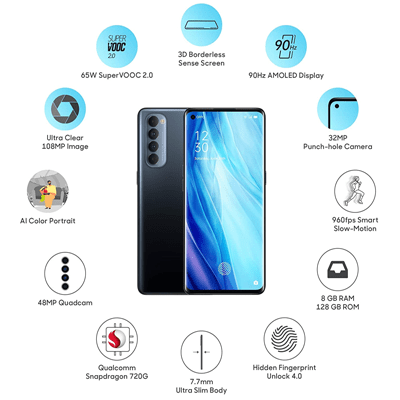 SUPER
VOOC
2.0
65W SuperVOOC 2.0
3D Borderless
Sense Screen
90Hz
90Hz AMOLED Display
Ultra Clear
108MP Image
32MP
Punch-hole Camera
AI Color Portrait
960fps Smart
Slow-Motion
48MP Quadcam
8 GB RAM
128 GB ROM
Qualcomm
Snapdragon 720G
7.7mm
Ultra Slim Body
Hidden Fingerprint
Unlock 4.0